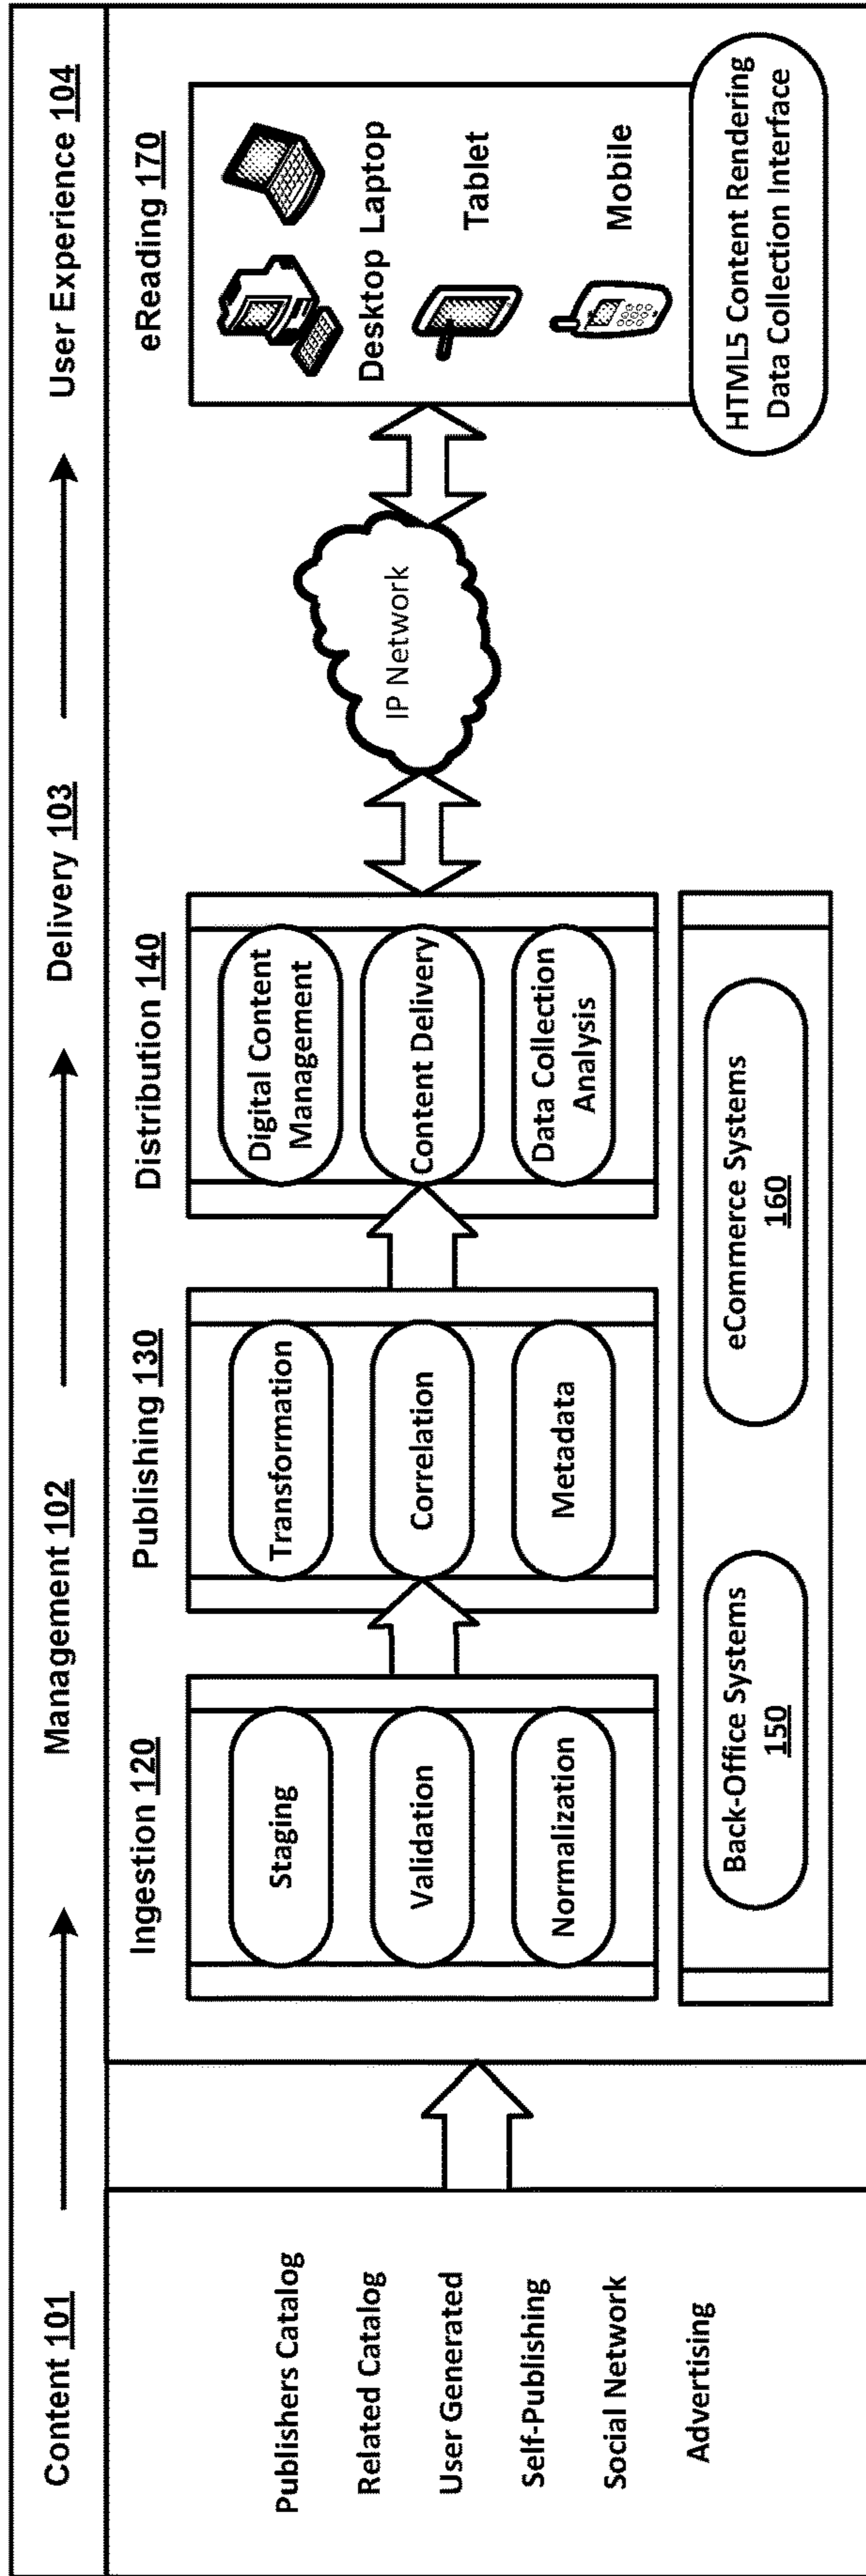 Content 101
Management 102
Delivery 103
User Experience 104
Publishers Catalog
Related Catalog
User Generated
Self-Publishing
Social Network
Advertising
Ingestion 120
Staging
Validation
Normalization
Publishing 130
Transformation
Correlation
Metadata
Distribution 140
Digital Content
Management
Content Delivery
Data Collection
Analysis
Back-Office Systems
150
eCommerce Systems
160
IP Network
eReading 170
Desktop Laptop
Tablet
Mobile
HTML5 Content Rendering
Data Collection Interface